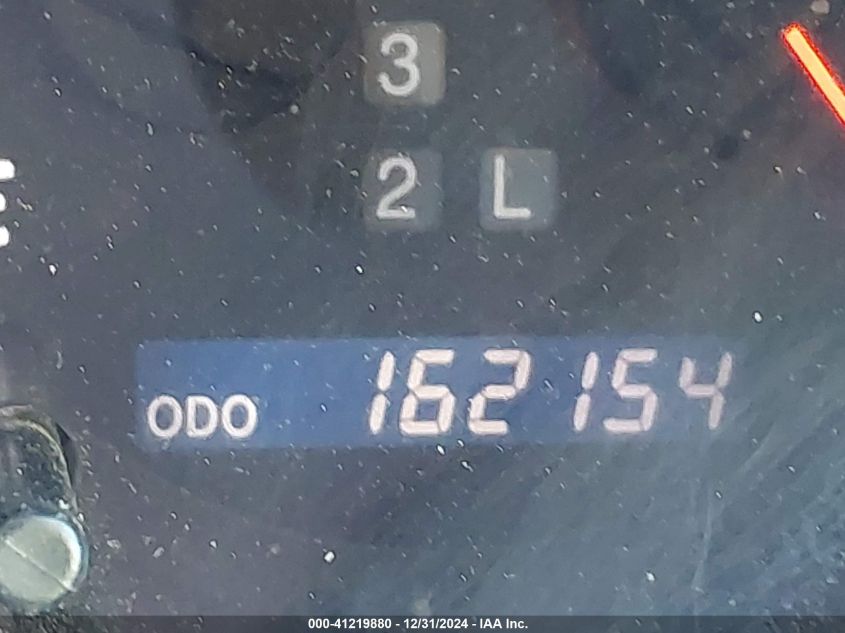 3
2 L
E
ODO 162154
000-41219880 - 12/31/2024 - IAA Inc.